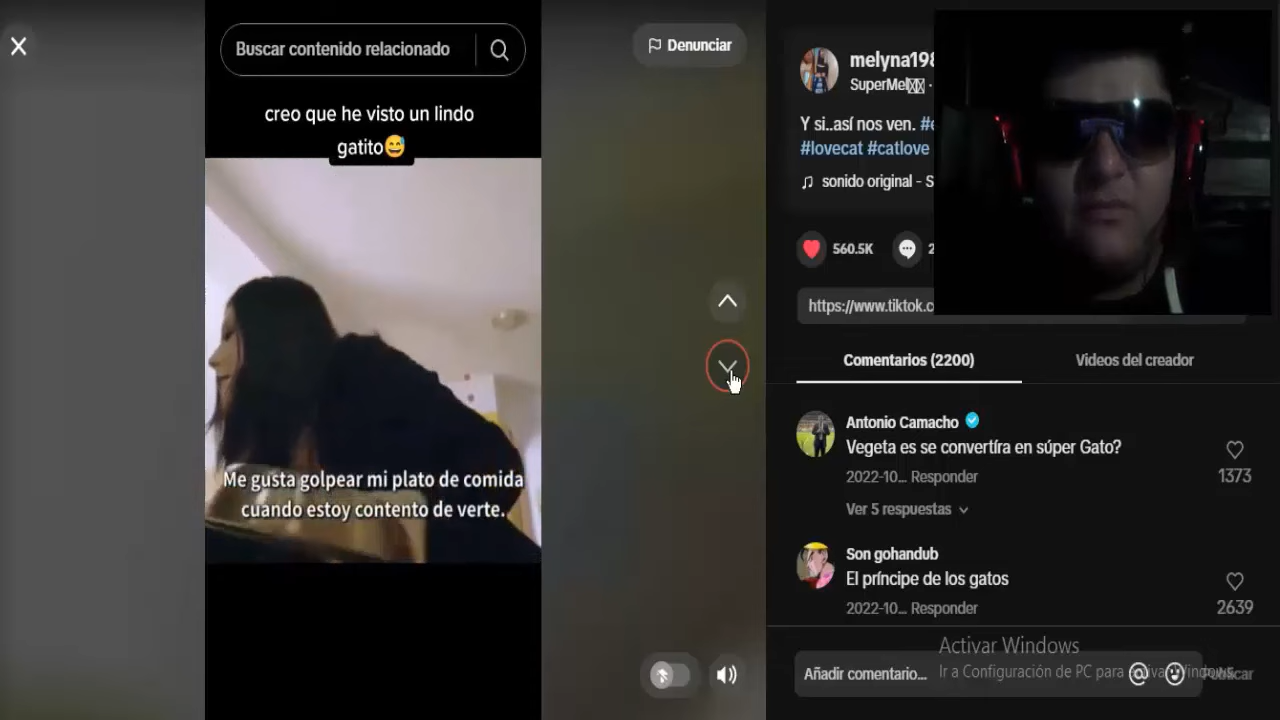 Buscar contenido relacionado
Denunciar
creo que he visto un lindo
gatito😅
Me gusta golpear mi plato de comida
cuando estoy contento de verte.
melyna198
SuperMel
Y si..así nos ven.
#lovecat #catlove
♫ sonido original - S
560.5K
https://www.tiktok.c
Comentarios (2200)
Videos del creador
Antonio Camacho
Vegeta es se convertíra en súper Gato?
1373
2022-10... Responder
Ver 5 respuestas
Son gohandub
El príncipe de los gatos
2639
2022-10... Responder
Activar Windows
Ir a Configuración de PC para activar Windows.
Añadir comentario...
Publicar